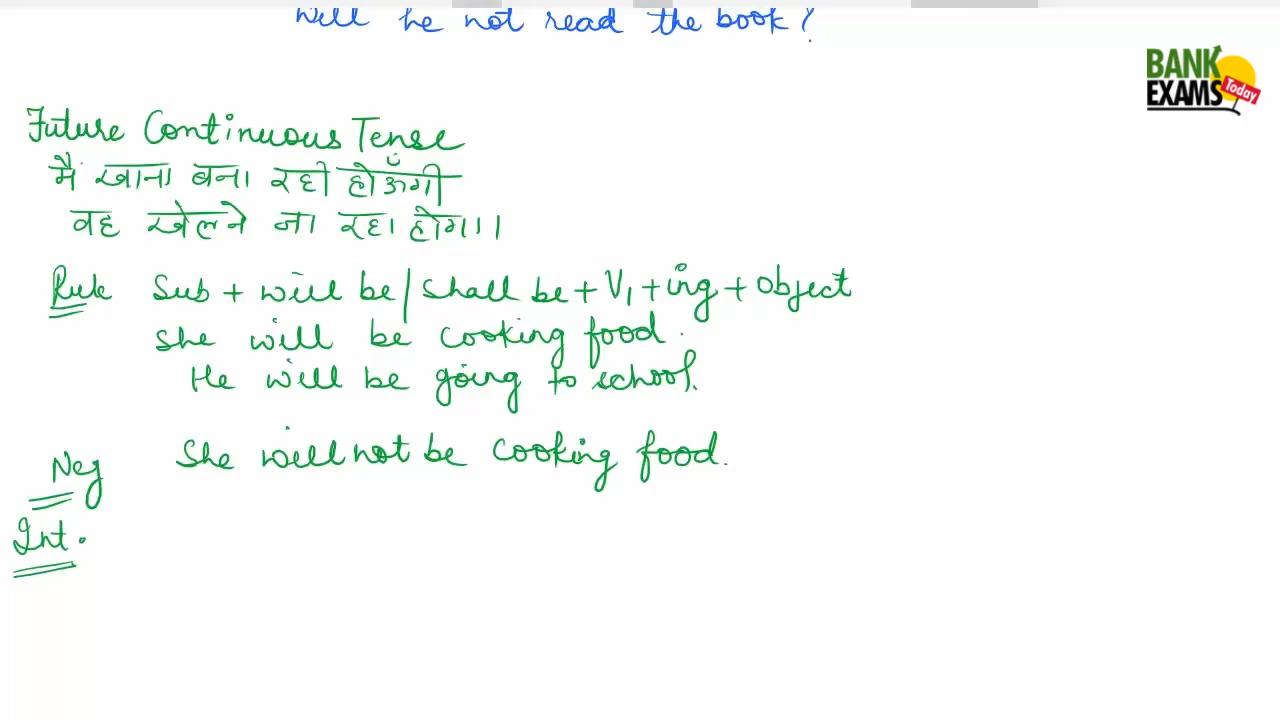 will he not read the book?
BANK
EXAMS Today
Future Continuous Tense
मैं खाना बना रही होऊँगी
वह खेलने जा रहा होगा।
Rule Sub + will be / shall be + V1 + ing + object
She will be cooking food.
He will be going to school.
Neg She will not be cooking food.
Int.